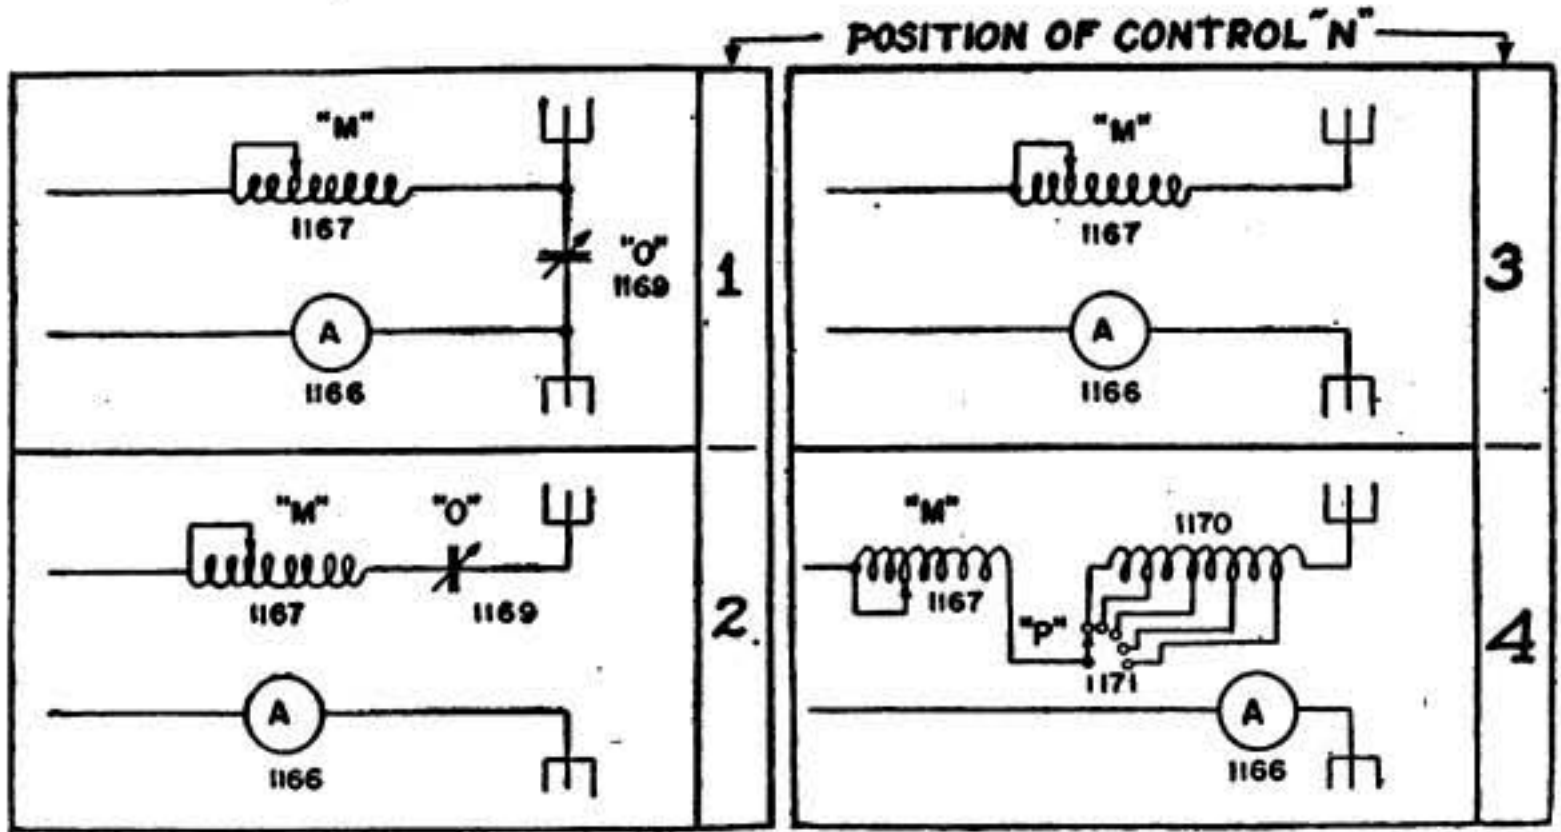 POSITION OF CONTROL "N"
"M"
1167
"O"
1169
A
1166
1
"M"
1167
A
1166
3
"M"
"O"
1167
1169
A
1166
2
"M"
1167
1170
"P"
1171
A
1166
4